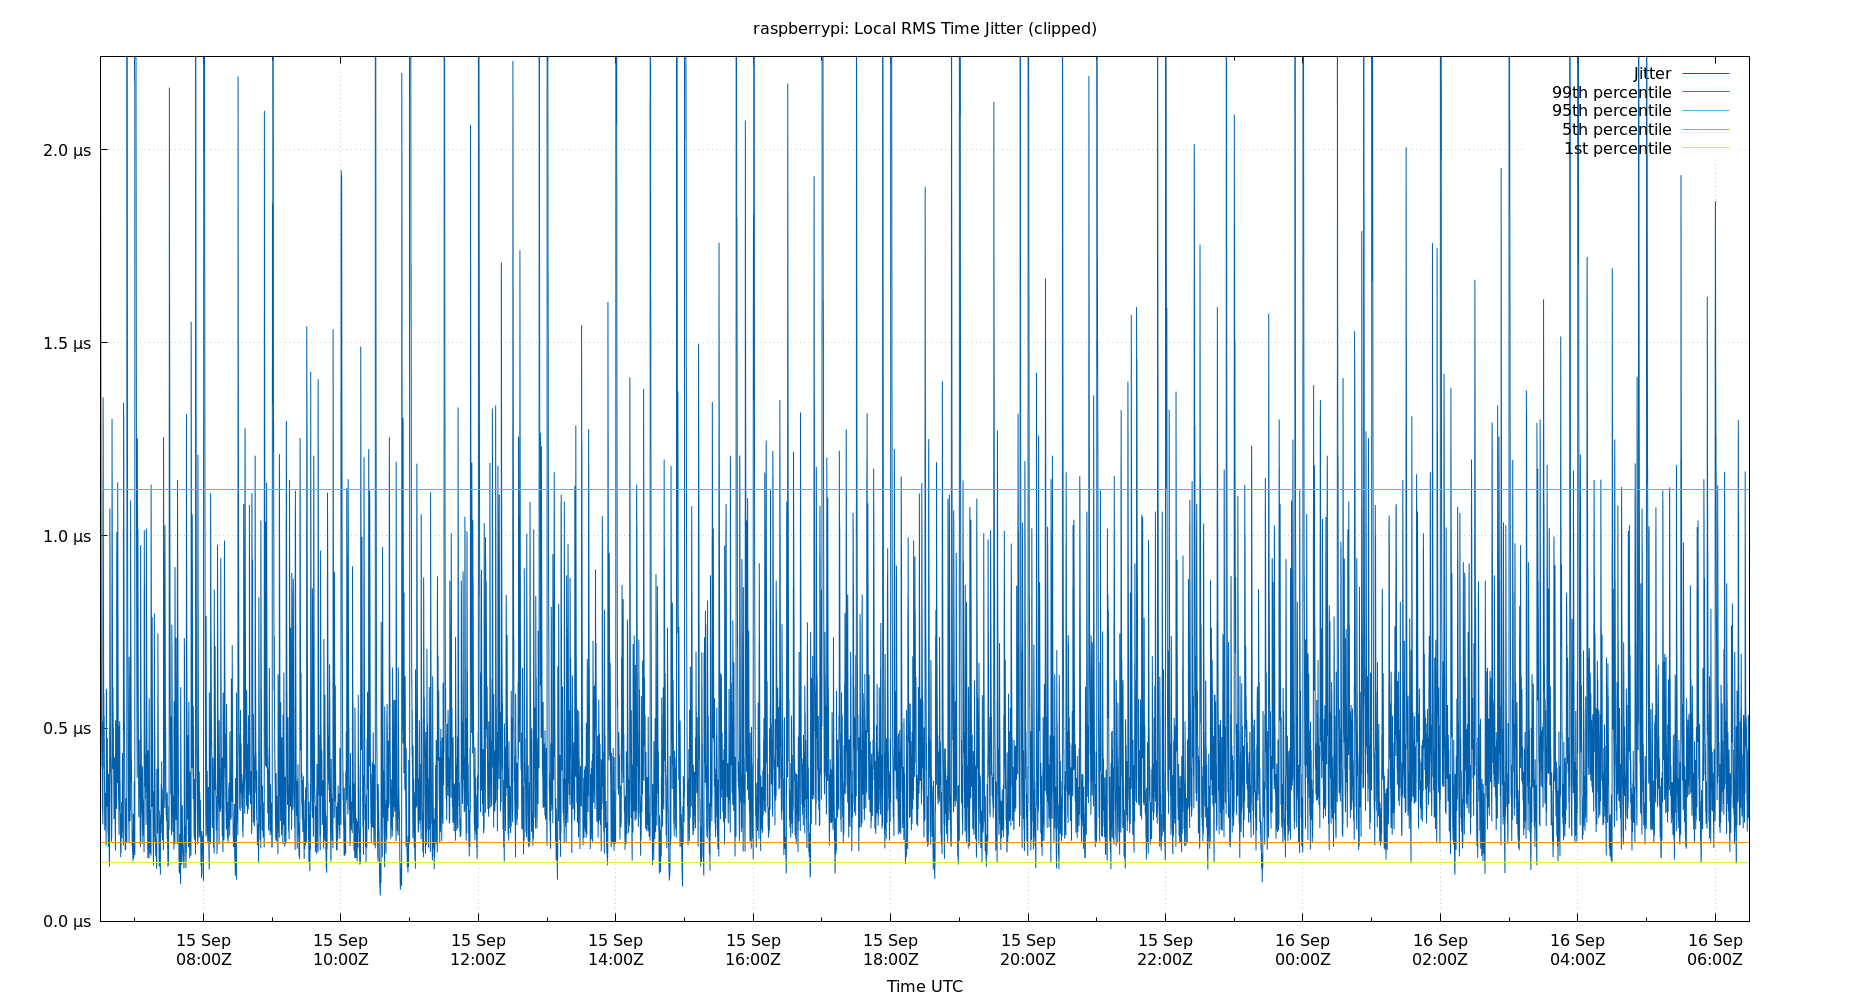 raspberrypi: Local RMS Time Jitter (clipped)
Jitter
99th percentile
95th percentile
5th percentile
1st percentile
2.0 µs
1.5 µs
1.0 µs
0.5 µs
0.0 µs
15 Sep 15 Sep 15 Sep 15 Sep 15 Sep 15 Sep 15 Sep 15 Sep 16 Sep 16 Sep 16 Sep 16 Sep
08:00Z 10:00Z 12:00Z 14:00Z 16:00Z 18:00Z 20:00Z 22:00Z 00:00Z 02:00Z 04:00Z 06:00Z
Time UTC